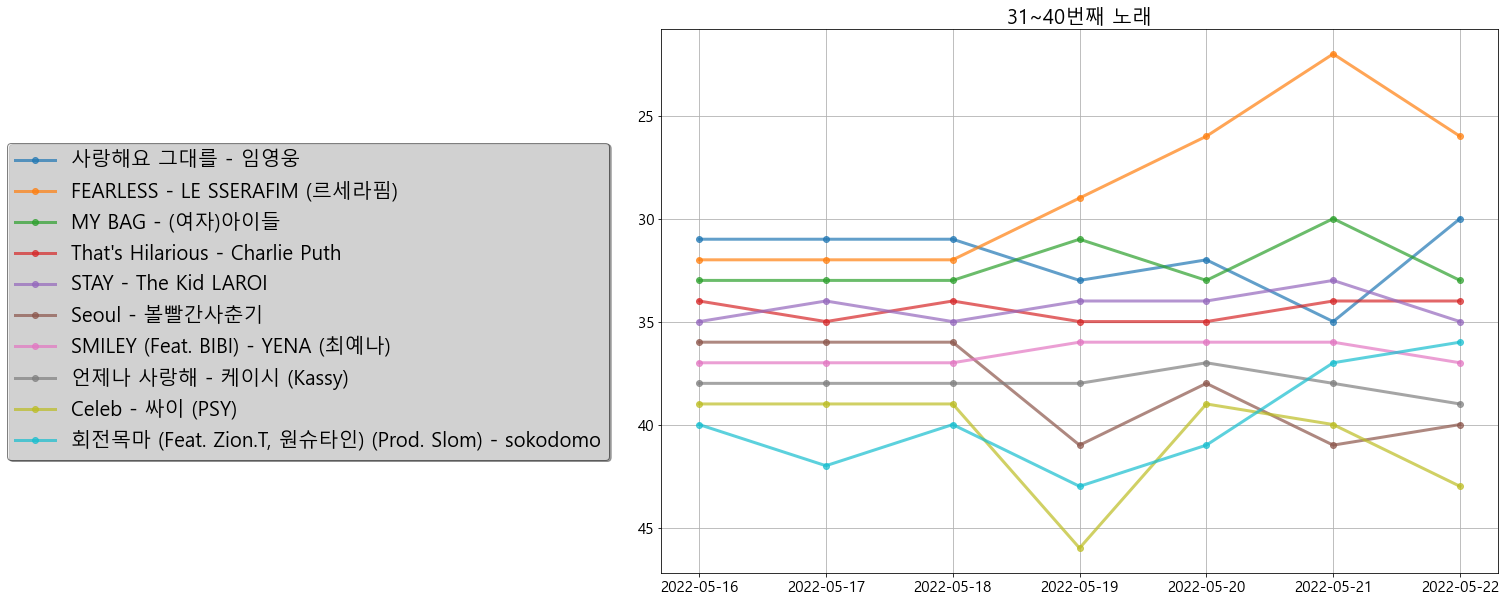 31~40번째 노래
사랑해요 그대를 - 임영웅
FEARLESS - LE SSERAFIM (르세라핌)
MY BAG - (여자)아이들
That's Hilarious - Charlie Puth
STAY - The Kid LAROI
Seoul - 볼빨간사춘기
SMILEY (Feat. BIBI) - YENA (최예나)
언제나 사랑해 - 케이시 (Kassy)
Celeb - 싸이 (PSY)
회전목마 (Feat. Zion.T, 원슈타인) (Prod. Slom) - sokodomo
25
30
35
40
45
2022-05-16 2022-05-17 2022-05-18 2022-05-19 2022-05-20 2022-05-21 2022-05-22